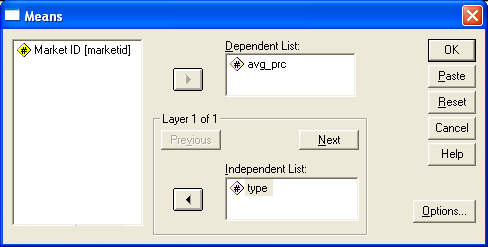 Means
Market ID [marketid]
Dependent List:
avg_prc
Layer 1 of 1
Previous
Next
Independent List:
type
OK
Paste
Reset
Cancel
Help
Options...